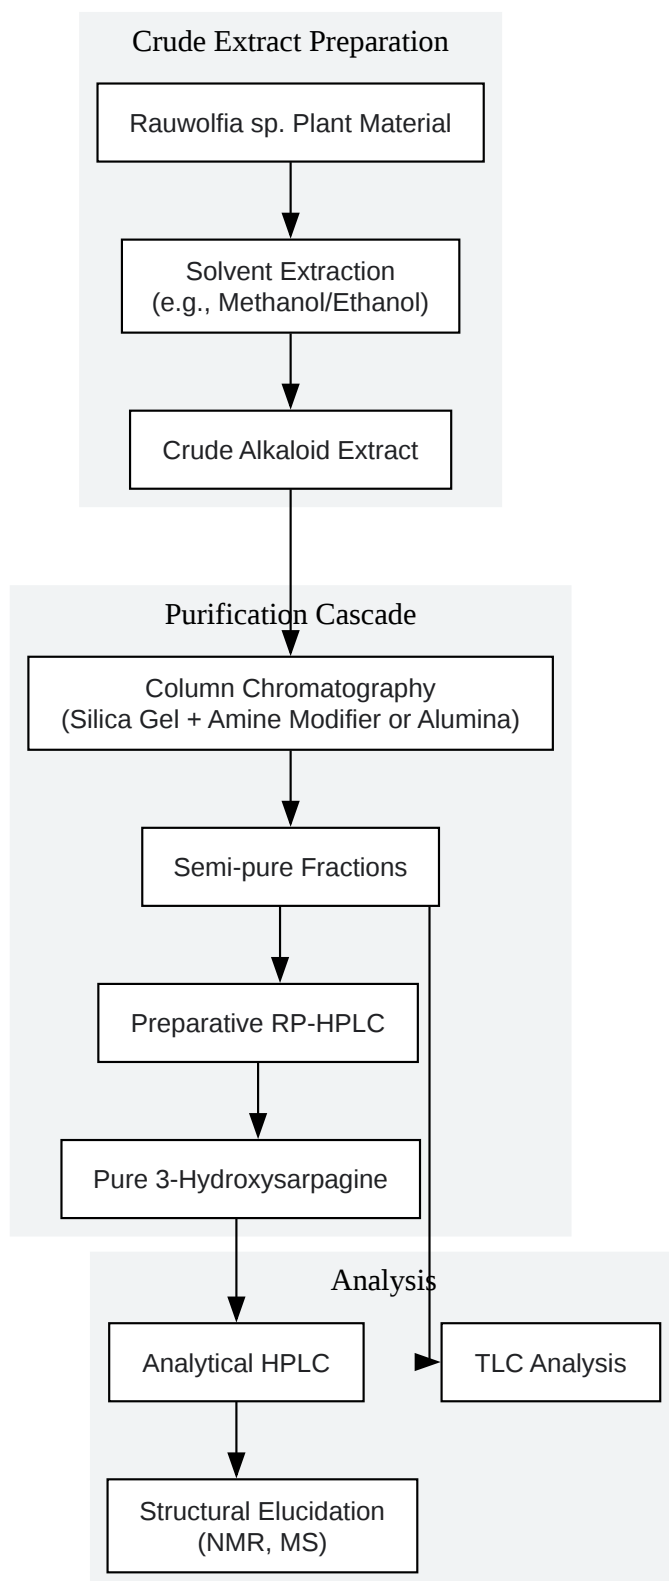 Crude Extract Preparation
Rauwolfia sp. Plant Material
Solvent Extraction
(e.g., Methanol/Ethanol)
Crude Alkaloid Extract
Purification Cascade
Column Chromatography
(Silica Gel + Amine Modifier or Alumina)
Semi-pure Fractions
Preparative RP-HPLC
Pure 3-Hydroxysarpagine
Analysis
Analytical HPLC
TLC Analysis
Structural Elucidation
(NMR, MS)